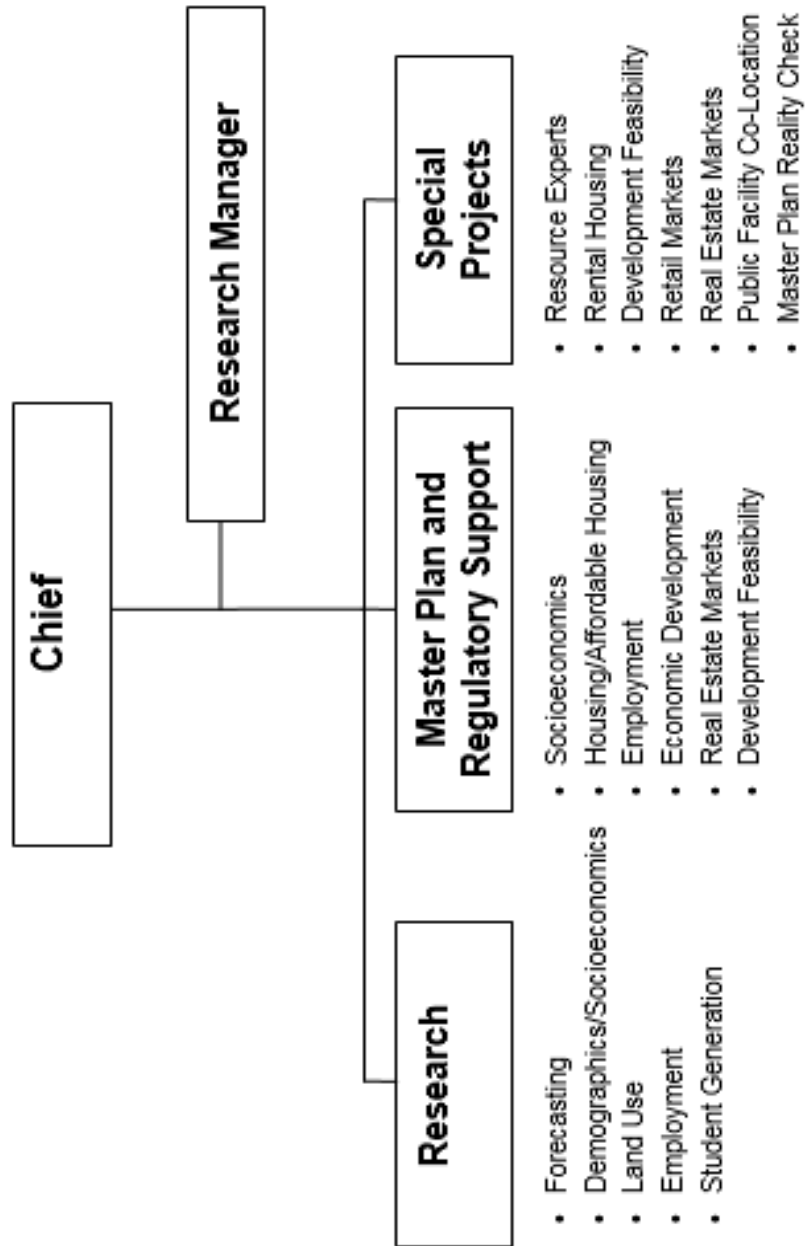 Chief
Research Manager
Research
Master Plan and
Regulatory Support
Special
Projects
• Forecasting
• Demographics/Socioeconomics
• Land Use
• Employment
• Student Generation
• Socioeconomics
• Housing/Affordable Housing
• Employment
• Economic Development
• Real Estate Markets
• Development Feasibility
• Resource Experts
• Rental Housing
• Development Feasibility
• Retail Markets
• Real Estate Markets
• Public Facility Co-Location
• Master Plan Reality Check